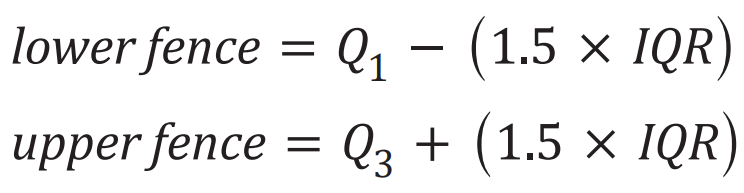 lower fence = Q₁ − (1.5 × IQR)
upper fence = Q₃ + (1.5 × IQR)